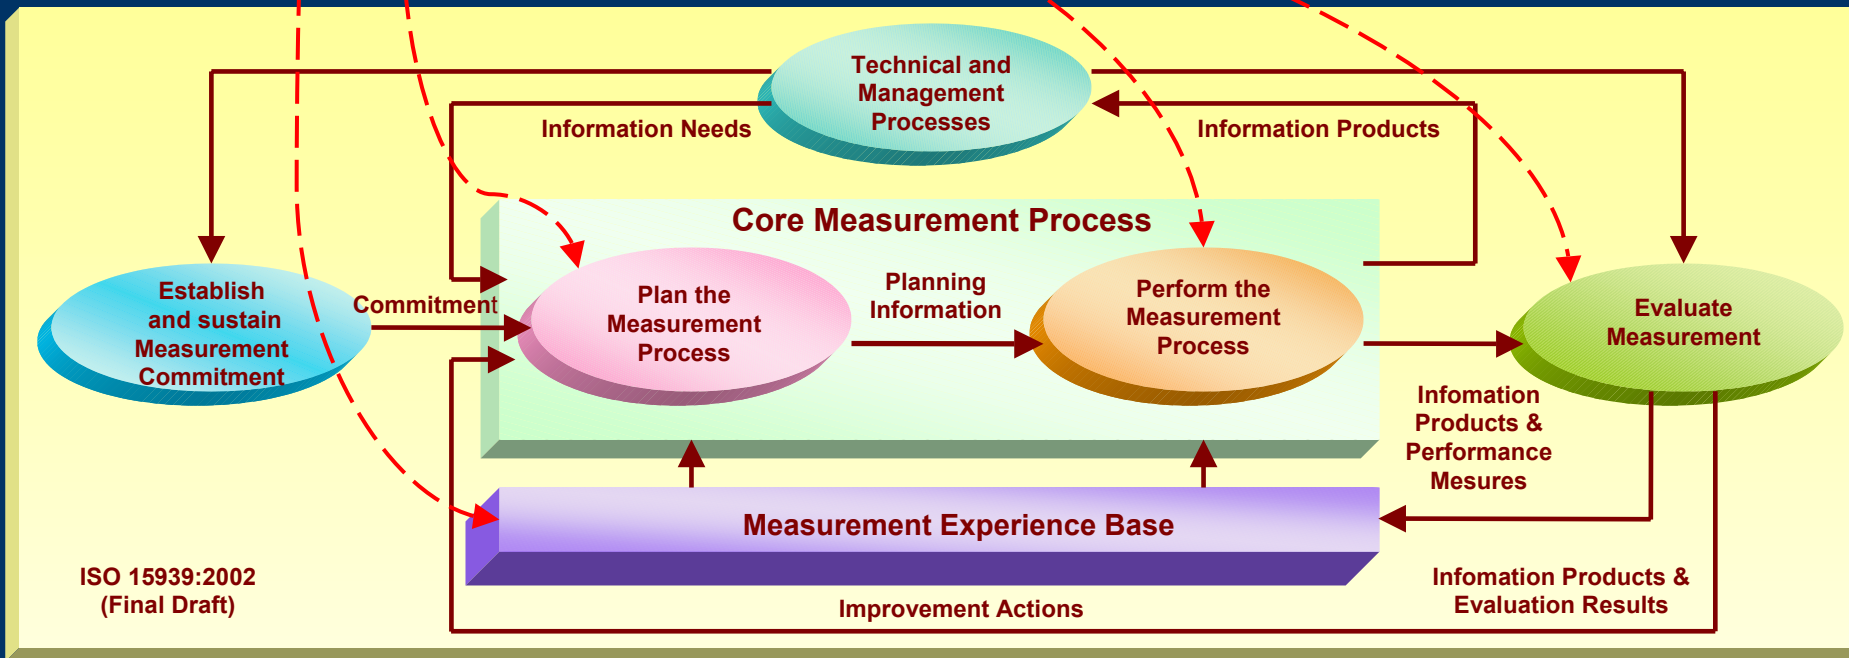 Technical and
Management
Processes
Information Needs
Information Products
Core Measurement Process
Establish
and sustain
Measurement
Commitment
Commitment
Plan the
Measurement
Process
Planning
Information
Perform the
Measurement
Process
Evaluate
Measurement
Infomation
Products &
Performance
Mesures
Measurement Experience Base
ISO 15939:2002
(Final Draft)
Improvement Actions
Infomation Products &
Evaluation Results